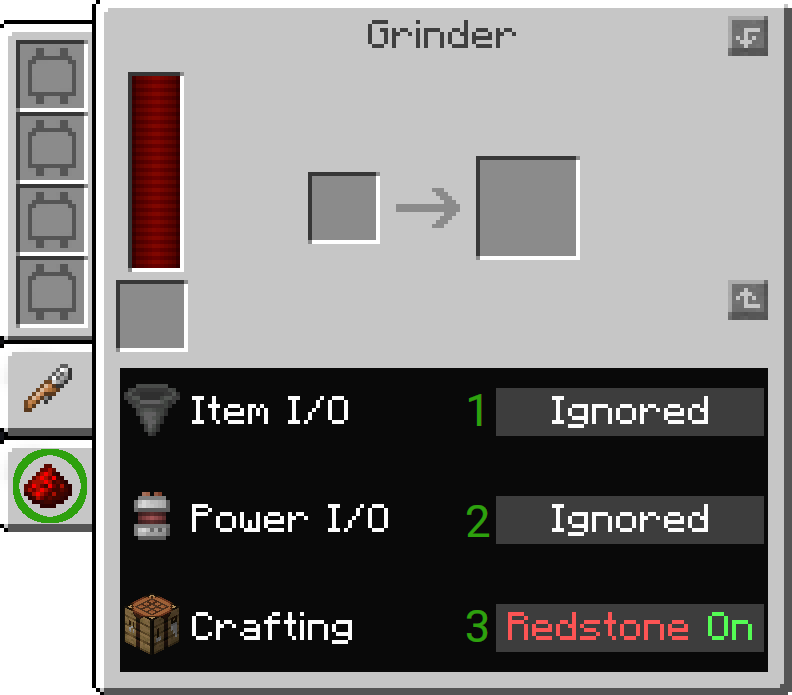 Grinder
Item I/O 1 Ignored
Power I/O 2 Ignored
Crafting 3 Redstone On